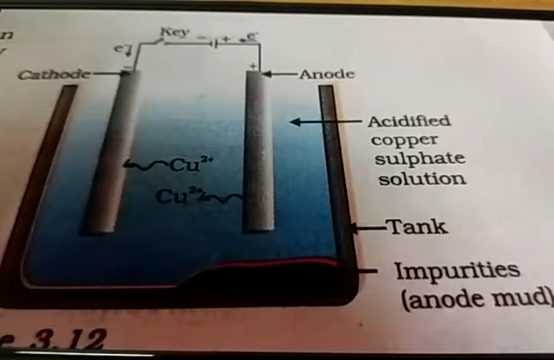 n
Key
− +
e⁻
e⁻
− +
Cathode
Anode
Acidified
copper
sulphate
solution
Cu²⁺
Cu²⁺
Tank
Impurities
(anode mud)
e 3.12